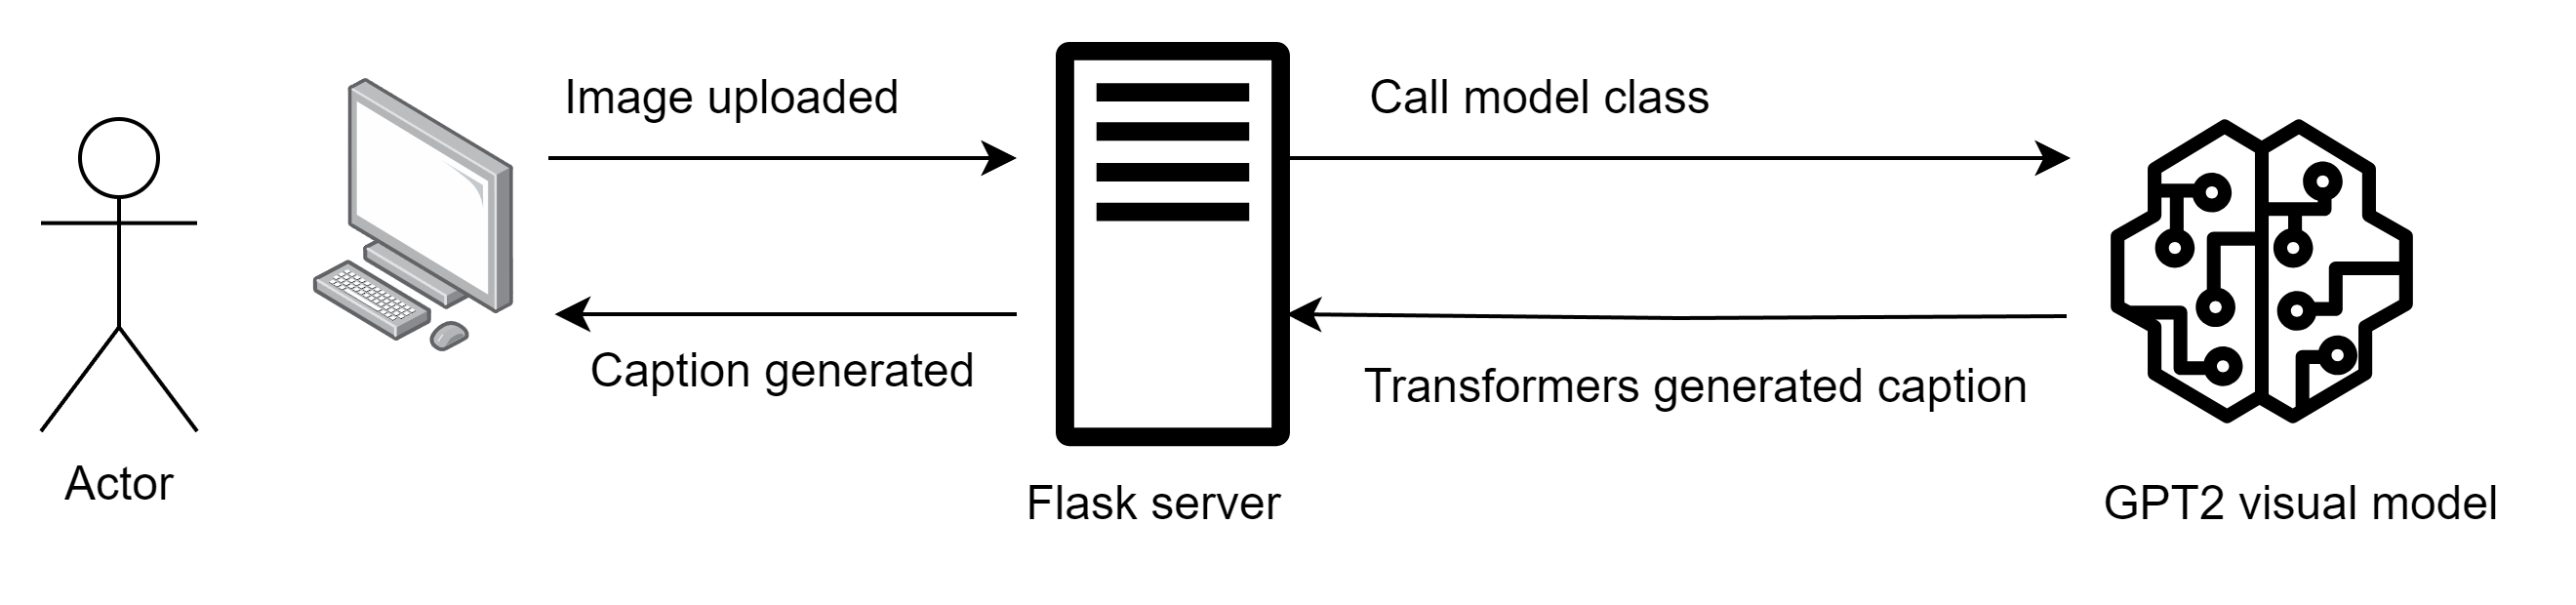 Image uploaded
Call model class
Caption generated
Transformers generated caption
Actor
Flask server
GPT2 visual model